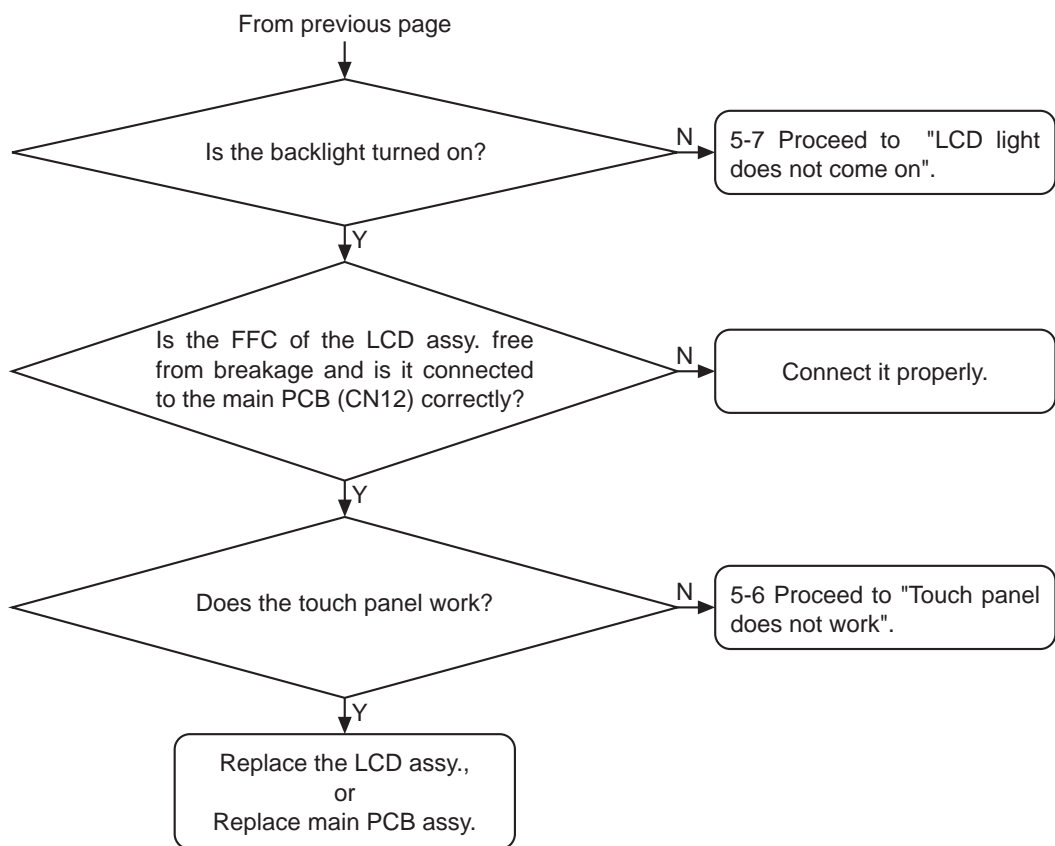 From previous page
Is the backlight turned on?
N
5-7 Proceed to "LCD light
does not come on".
Y
Is the FFC of the LCD assy. free
from breakage and is it connected
to the main PCB (CN12) correctly?
N
Connect it properly.
Y
Does the touch panel work?
N
5-6 Proceed to "Touch panel
does not work".
Y
Replace the LCD assy.,
or
Replace main PCB assy.